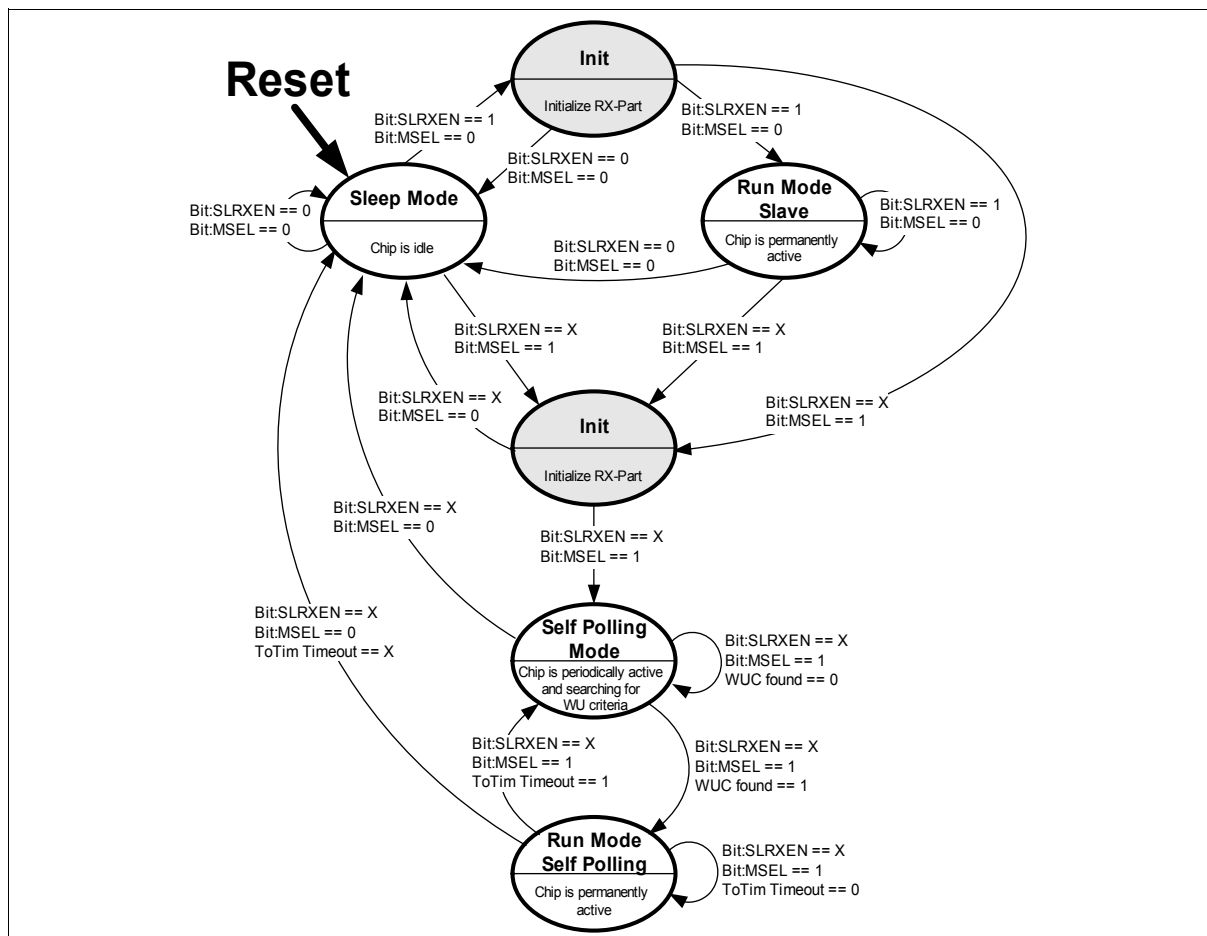 Init
Initialize RX-Part
Reset
Bit:SLRXEN == 1
Bit:MSEL == 0
Bit:SLRXEN == 1
Bit:MSEL == 0
Bit:SLRXEN == 0
Bit:MSEL == 0
Sleep Mode
Chip is idle
Bit:SLRXEN == 0
Bit:MSEL == 0
Run Mode
Slave
Chip is permanently
active
Bit:SLRXEN == 1
Bit:MSEL == 0
Bit:SLRXEN == 0
Bit:MSEL == 0
Bit:SLRXEN == X
Bit:MSEL == 1
Bit:SLRXEN == X
Bit:MSEL == 1
Bit:SLRXEN == X
Bit:MSEL == 0
Bit:SLRXEN == X
Bit:MSEL == 1
Init
Initialize RX-Part
Bit:SLRXEN == X
Bit:MSEL == 0
Bit:SLRXEN == X
Bit:MSEL == 1
Bit:SLRXEN == X
Bit:MSEL == 0
ToTim Timeout == X
Self Polling
Mode
Chip is periodically active
and searching for
WU criteria
Bit:SLRXEN == X
Bit:MSEL == 1
WUC found == 0
Bit:SLRXEN == X
Bit:MSEL == 1
ToTim Timeout == 1
Bit:SLRXEN == X
Bit:MSEL == 1
WUC found == 1
Run Mode
Self Polling
Chip is permanently
active
Bit:SLRXEN == X
Bit:MSEL == 1
ToTim Timeout == 0